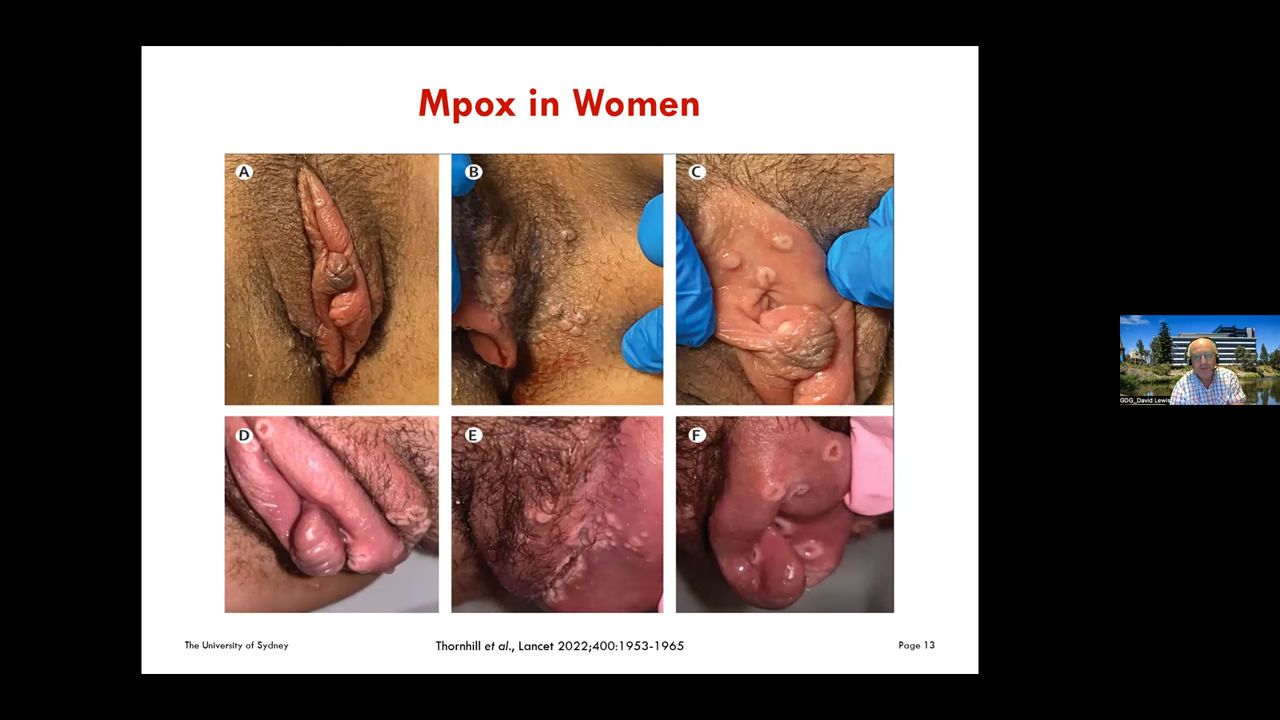 Mpox in Women
A
B
C
D
E
F
GDG_David Lewis
The University of Sydney
Thornhill et al., Lancet 2022;400:1953-1965
Page 13